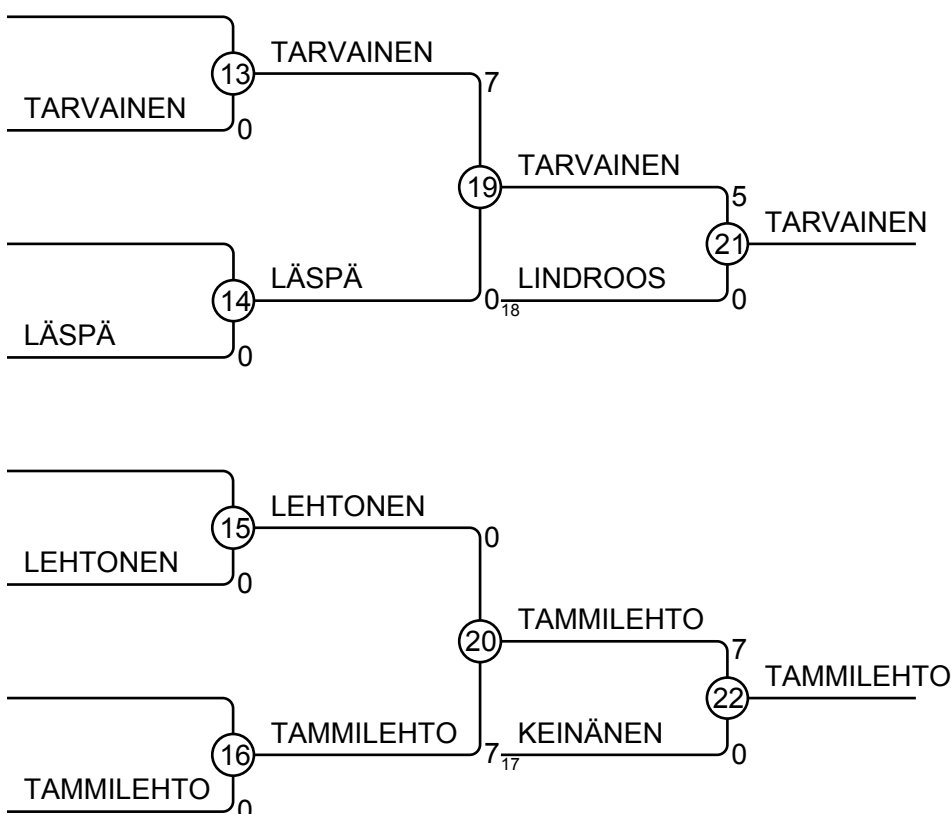 TARVAINEN
13
7
TARVAINEN
0
TARVAINEN
19
5
TARVAINEN
21
LÄSPÄ
LINDROOS
14
0
18
0
LÄSPÄ
0
LEHTONEN
15
0
LEHTONEN
0
TAMMILEHTO
20
7
TAMMILEHTO
22
TAMMILEHTO
KEINÄNEN
16
7
17
0
TAMMILEHTO
0